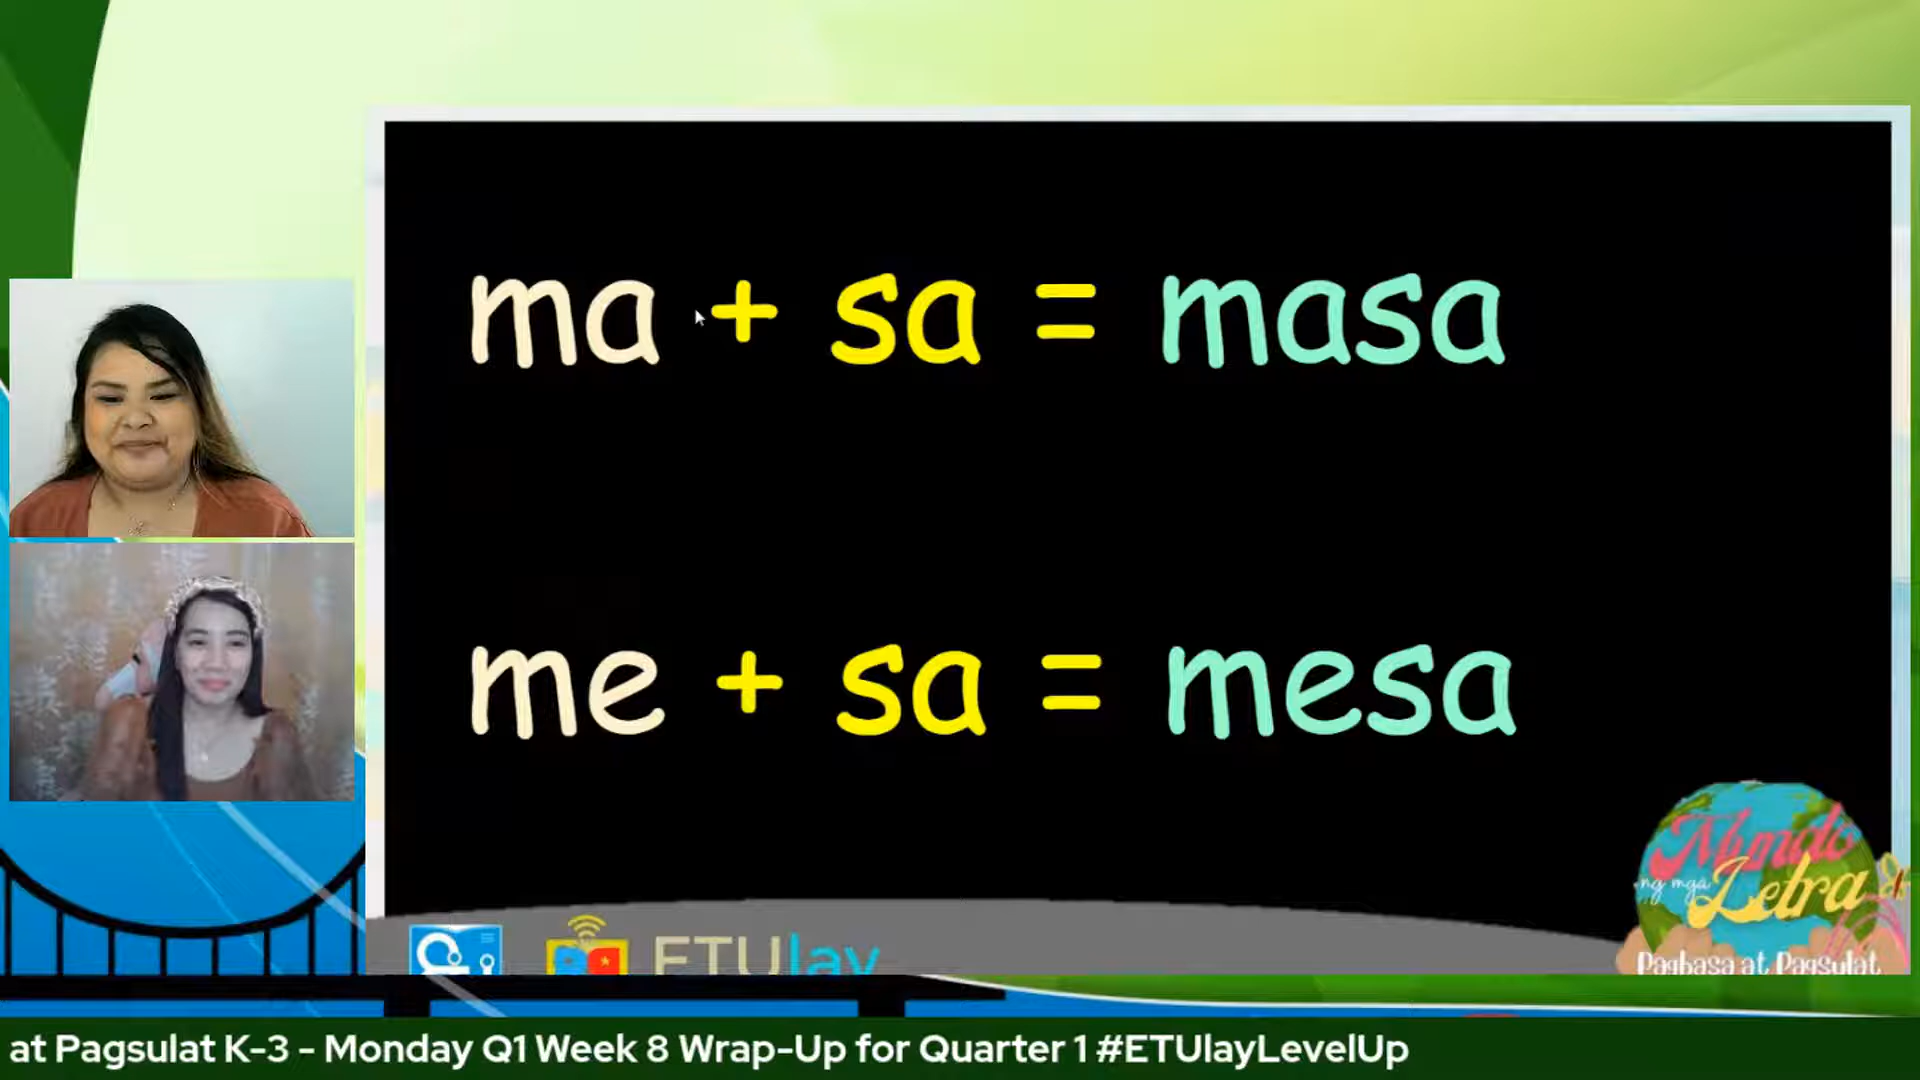 ma + sa = masa
me + sa = mesa
Mundo
ng mga
Letra
Pagbasa at Pagsulat
ETUlay
at Pagsulat K-3 - Monday Q1 Week 8 Wrap-Up for Quarter 1 #ETUlayLevelUp